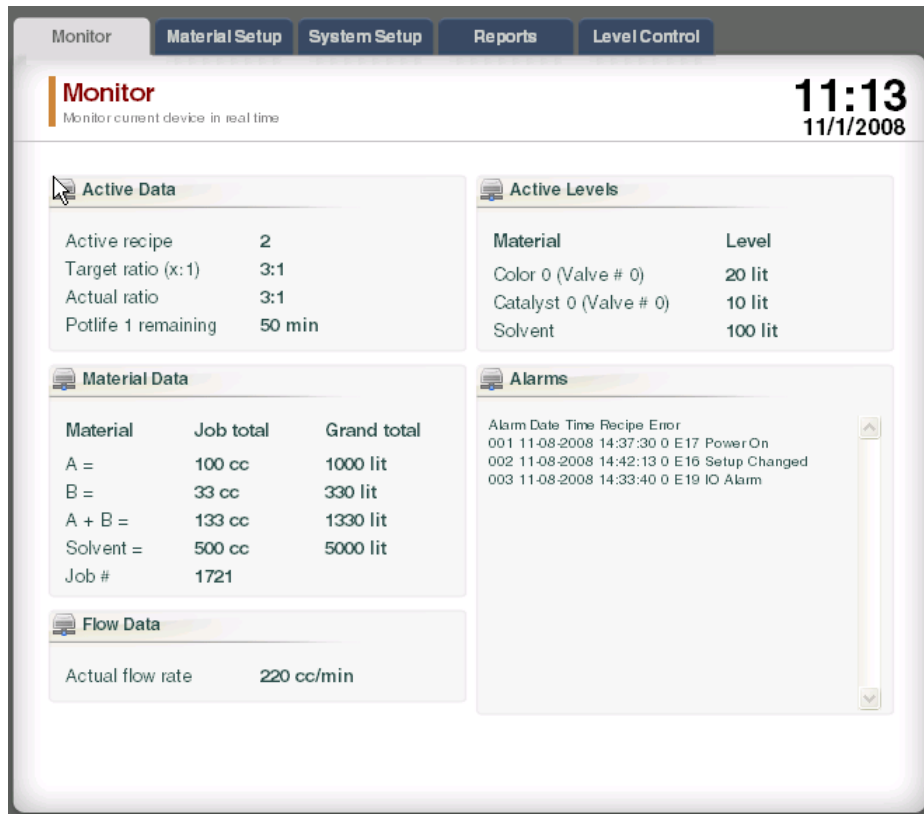 Monitor Material Setup System Setup Reports Level Control
Monitor
Monitor current device in real time
11:13
11/1/2008
Active Data
Active recipe 2
Target ratio (x:1) 3:1
Actual ratio 3:1
Potlife 1 remaining 50 min
Active Levels
Material Level
Color 0 (Valve # 0) 20 lit
Catalyst 0 (Valve # 0) 10 lit
Solvent 100 lit
Material Data
Material Job total Grand total
A = 100 cc 1000 lit
B = 33 cc 330 lit
A + B = 133 cc 1330 lit
Solvent = 500 cc 5000 lit
Job # 1721
Alarms
Alarm Date Time Recipe Error
001 11-08-2008 14:37:30 0 E17 Power On
002 11-08-2008 14:42:13 0 E16 Setup Changed
003 11-08-2008 14:33:40 0 E19 IO Alarm
Flow Data
Actual flow rate 220 cc/min